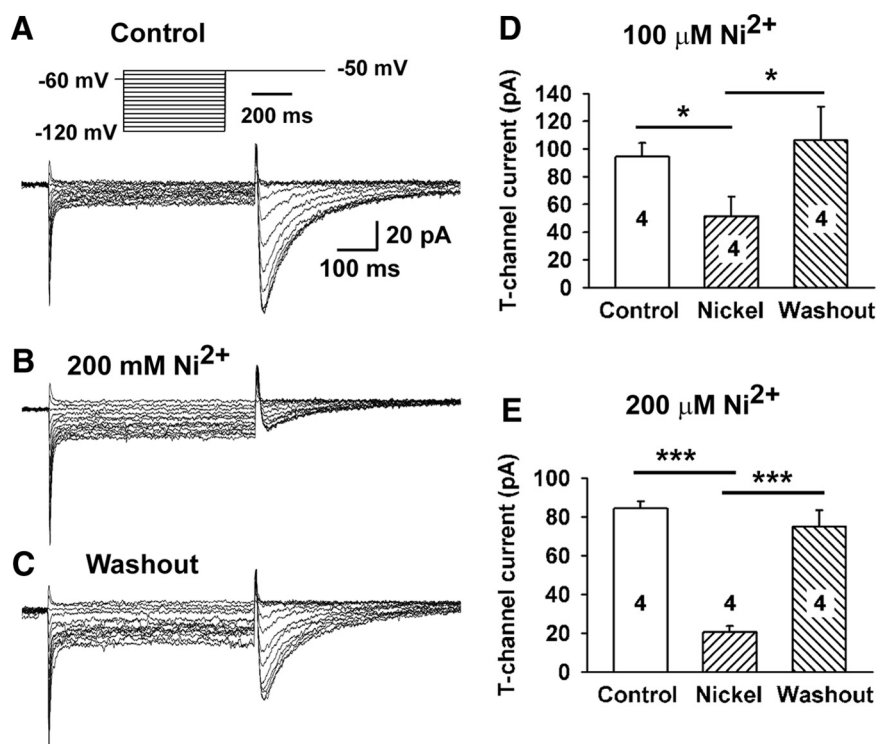 A
Control
-60 mV
-50 mV
200 ms
-120 mV
20 pA
100 ms
B
200 mM Ni2+
C
Washout
D
100 μM Ni2+
T-channel current (pA)
140
120
100
80
60
40
20
0
*
*
4
4
4
Control Nickel Washout
E
200 μM Ni2+
T-channel current (pA)
100
80
60
40
20
0
***
***
4
4
4
Control Nickel Washout